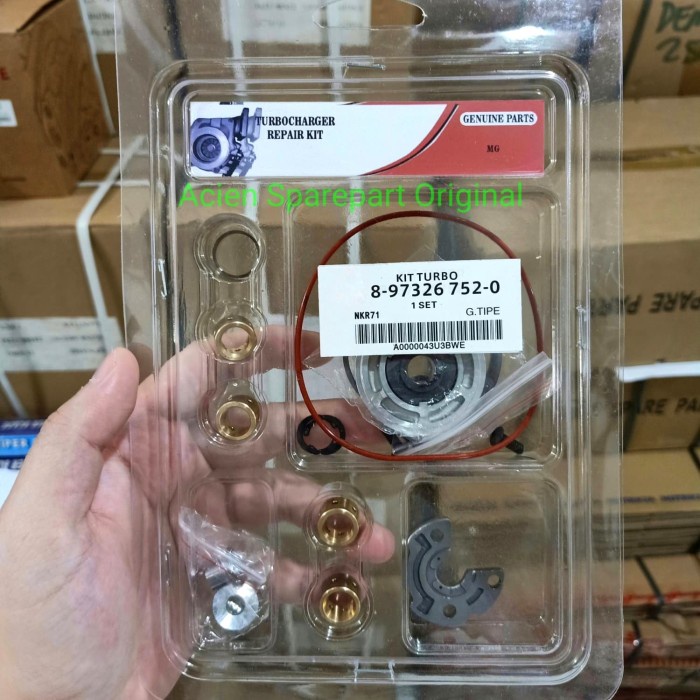 TURBOCHARGER
REPAIR KIT
GENUINE PARTS
MG
Acien Sparepart Original
KIT TURBO
8-97326 752-0
1 SET
NKR71
G.TIPE
A0000043U3BWE